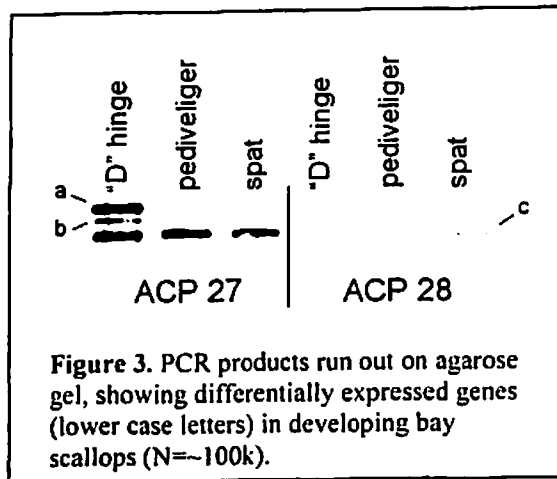 "D" hinge
pediveliger
spat
"D" hinge
pediveliger
spat
a
b
c
ACP 27
ACP 28
Figure 3. PCR products run out on agarose
gel, showing differentially expressed genes
(lower case letters) in developing bay
scallops (N=~100k).